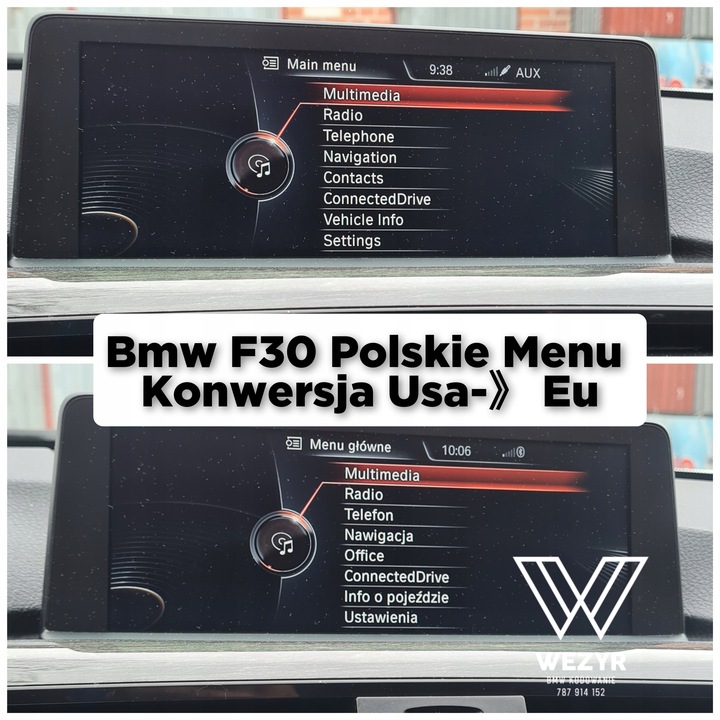 Main menu
9:38
AUX
Multimedia
Radio
Telephone
Navigation
Contacts
ConnectedDrive
Vehicle Info
Settings
Bmw F30 Polskie Menu
Konwersja Usa-》 Eu
Menu główne
10:06
Multimedia
Radio
Telefon
Nawigacja
Office
ConnectedDrive
Info o pojeździe
Ustawienia
W
WEZYR
BMW KODOWANIE
787 914 152